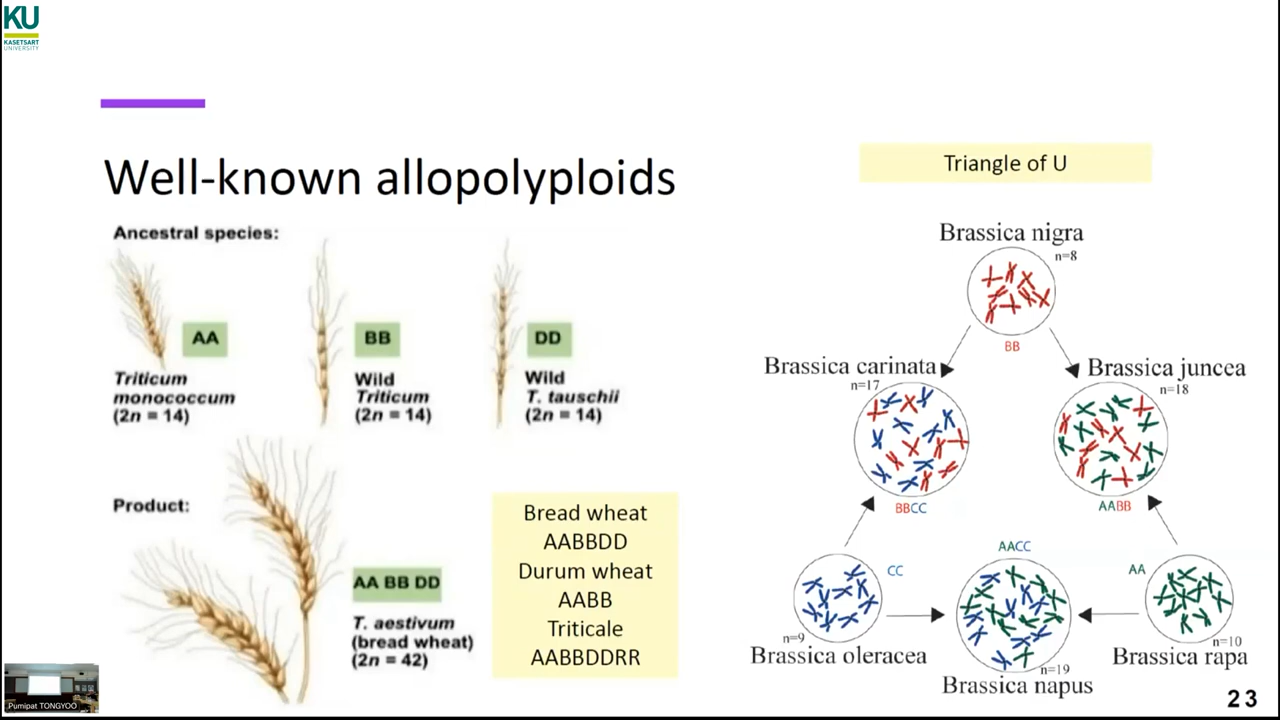 KU
KASETSART
UNIVERSITY
Well-known allopolyploids
Ancestral species:
AA
Triticum
monococcum
(2n = 14)
BB
Wild
Triticum
(2n = 14)
DD
Wild
T. tauschii
(2n = 14)
Product:
AA BB DD
T. aestivum
(bread wheat)
(2n = 42)
Bread wheat
AABBDD
Durum wheat
AABB
Triticale
AABBDDRR
Triangle of U
Brassica nigra
n=8
BB
Brassica carinata
n=17
BBCC
Brassica juncea
n=18
AABB
AACC
CC
n=9
Brassica oleracea
n=19
Brassica napus
AA
n=10
Brassica rapa
Pumipat TONGYOO
23